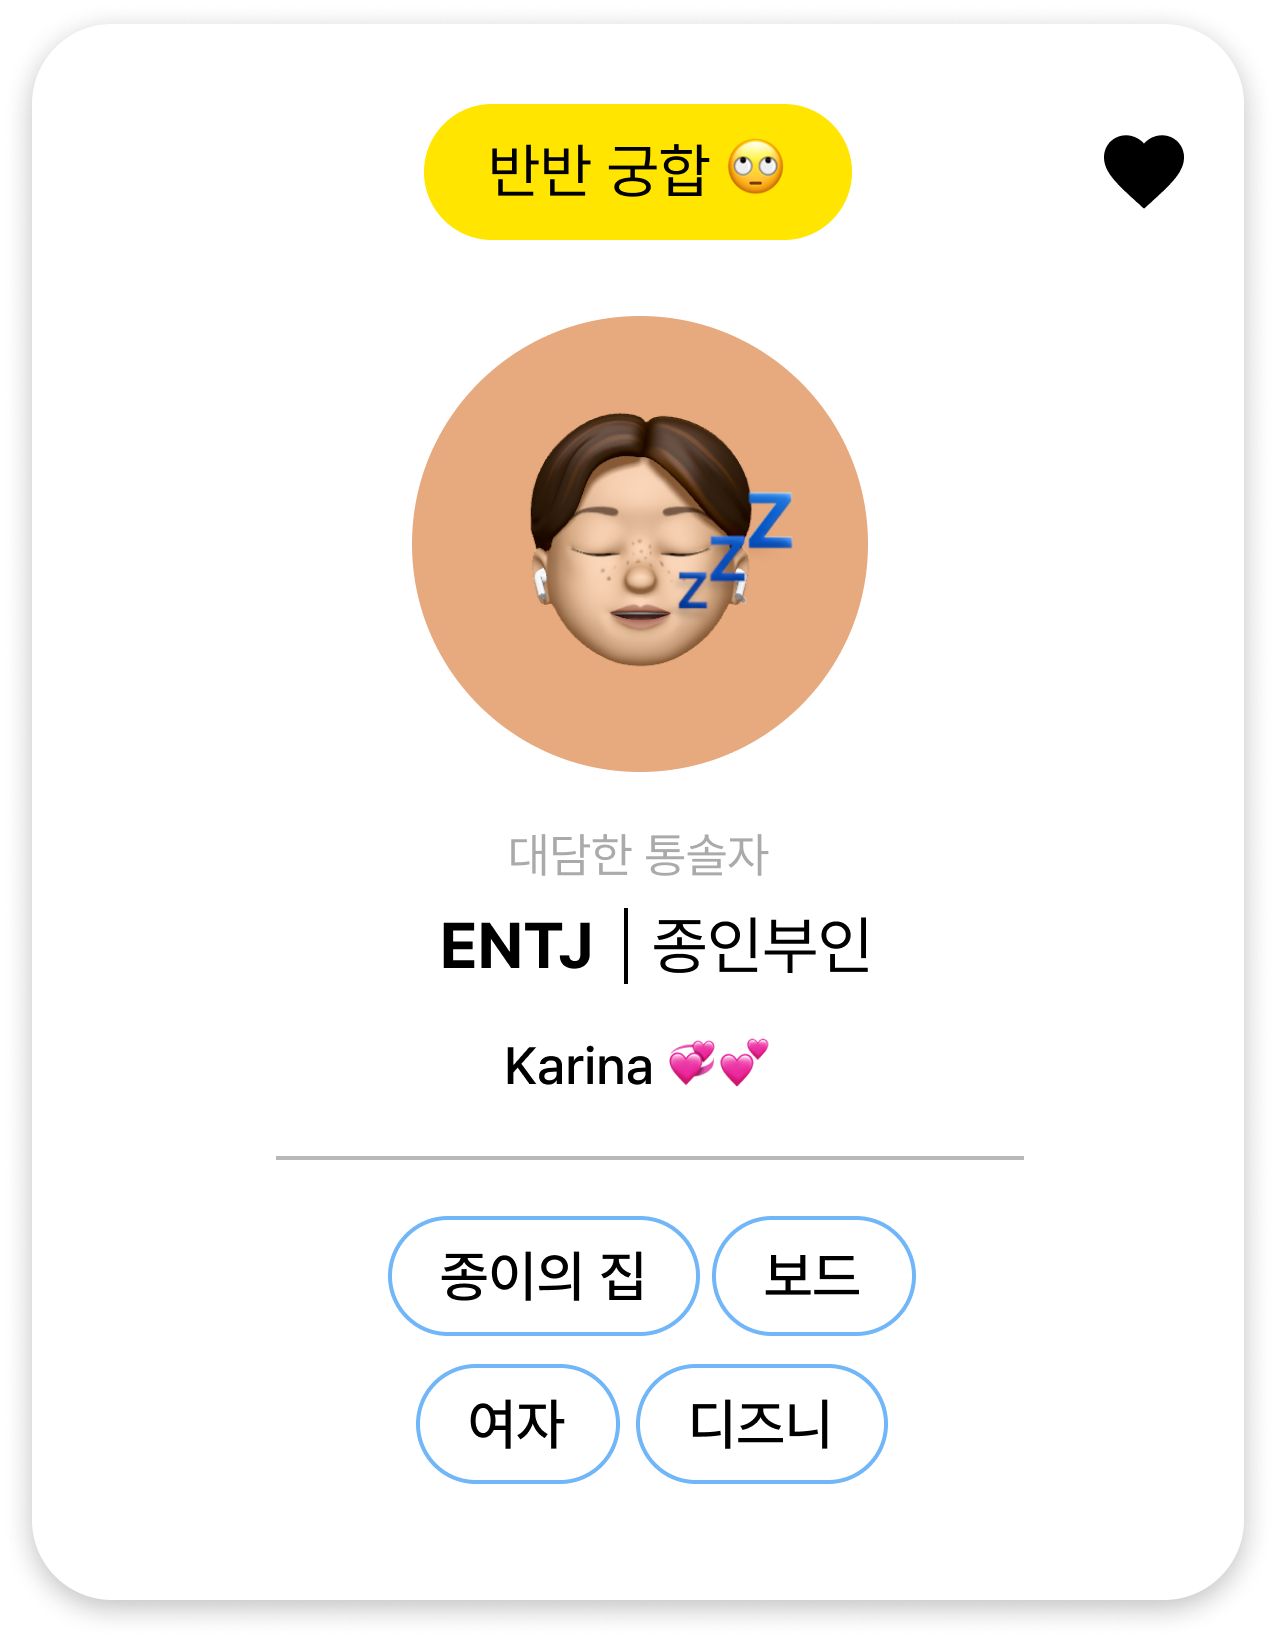 반반 궁합 🙄
💤
대담한 통솔자
ENTJ | 종인부인
Karina 💞💕
종이의 집 보드
여자 디즈니